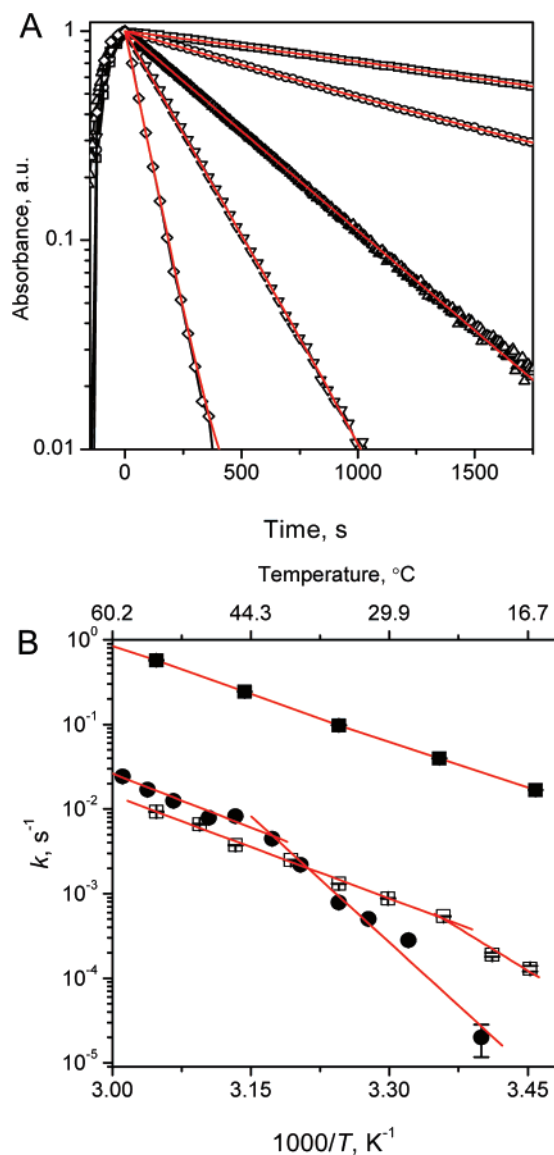 A
1
0.1
0.01
Absorbance, a.u.
0 500 1000 1500
Time, s
Temperature, °C
60.2 44.3 29.9 16.7
B
10⁰
10⁻¹
10⁻²
10⁻³
10⁻⁴
10⁻⁵
k, s⁻¹
3.00 3.15 3.30 3.45
1000/T, K⁻¹